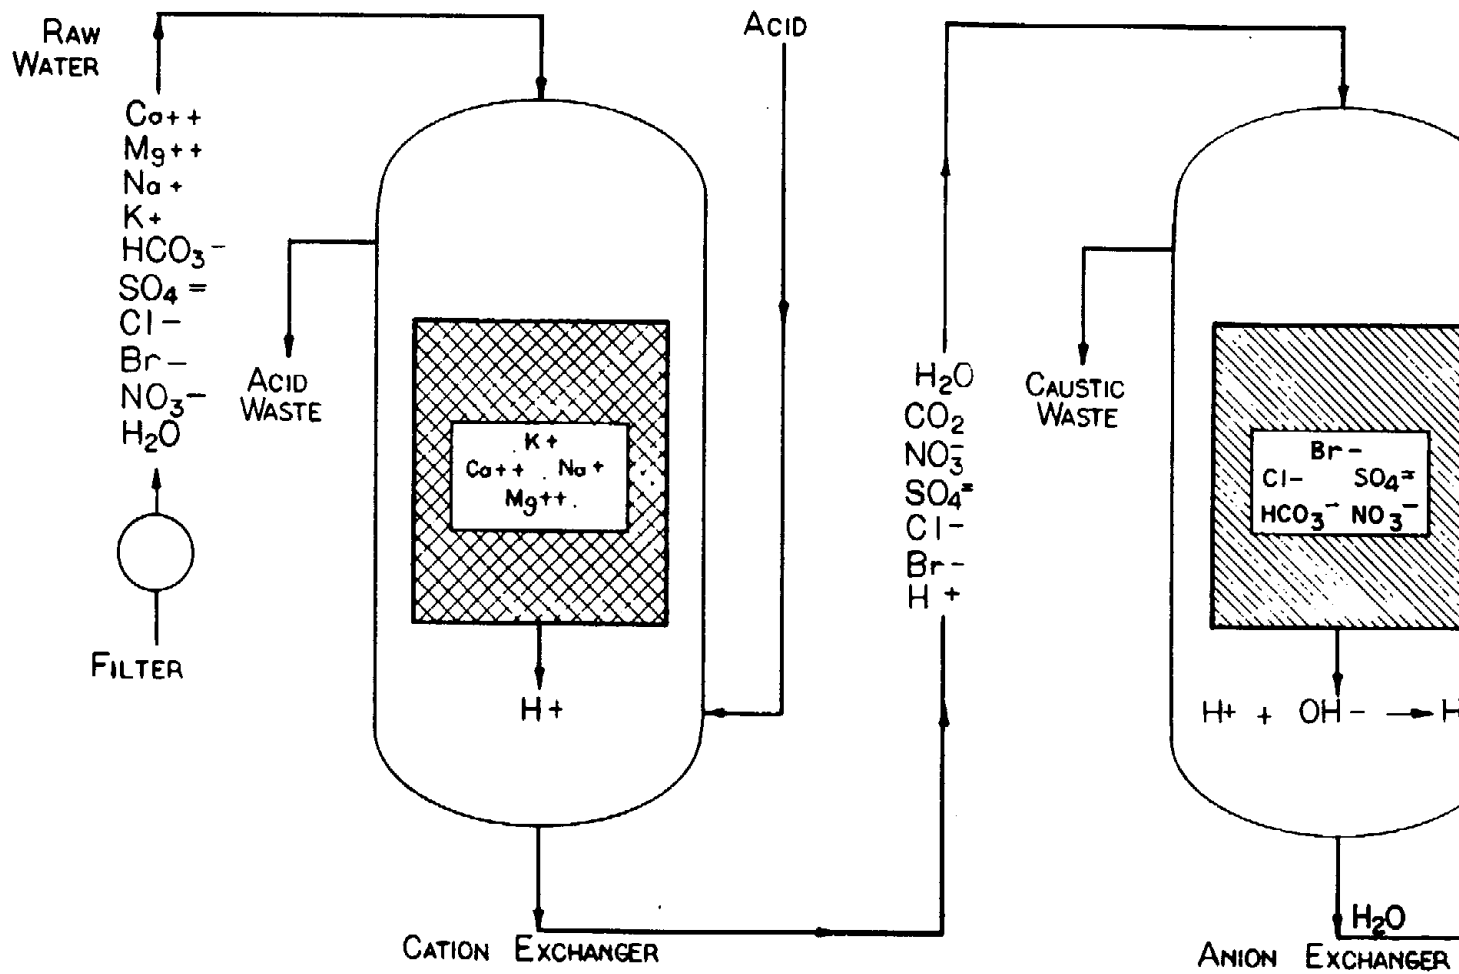 RAW
WATER
Ca++
Mg++
Na+
K+
HCO₃-
SO₄=
Cl-
Br-
NO₃-
H₂O
FILTER
ACID
WASTE
K+
Ca++ Na+
Mg++
H+
CATION EXCHANGER
ACID
H₂O
CO₂
NO₃-
SO₄=
Cl-
Br-
H+
CAUSTIC
WASTE
Br-
Cl- SO₄=
HCO₃- NO₃-
H+ + OH- → H
H₂O
ANION EXCHANGER